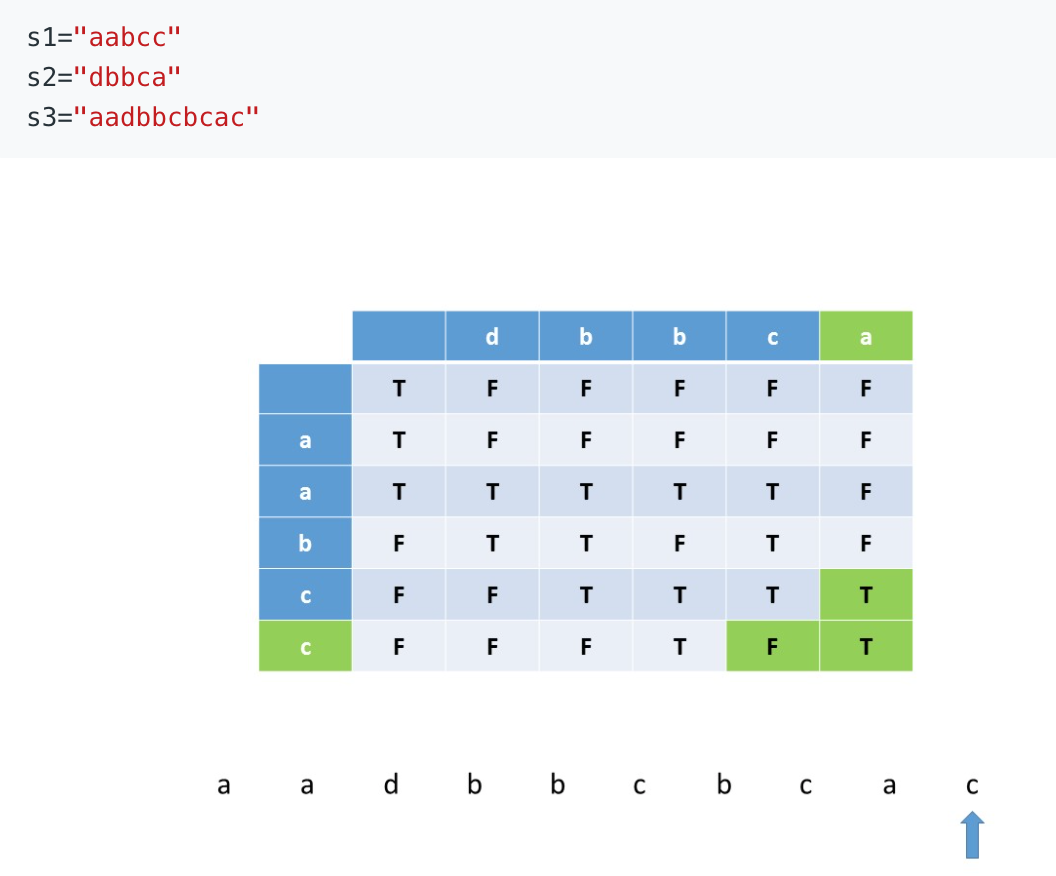 s1="aabcc"
s2="dbbca"
s3="aadbbcbcac"
d b b c a
T F F F F F
a T F F F F F
a T T T T T F
b F T T F T F
c F F T T T T
c F F F T F T
a a d b b c b c a c